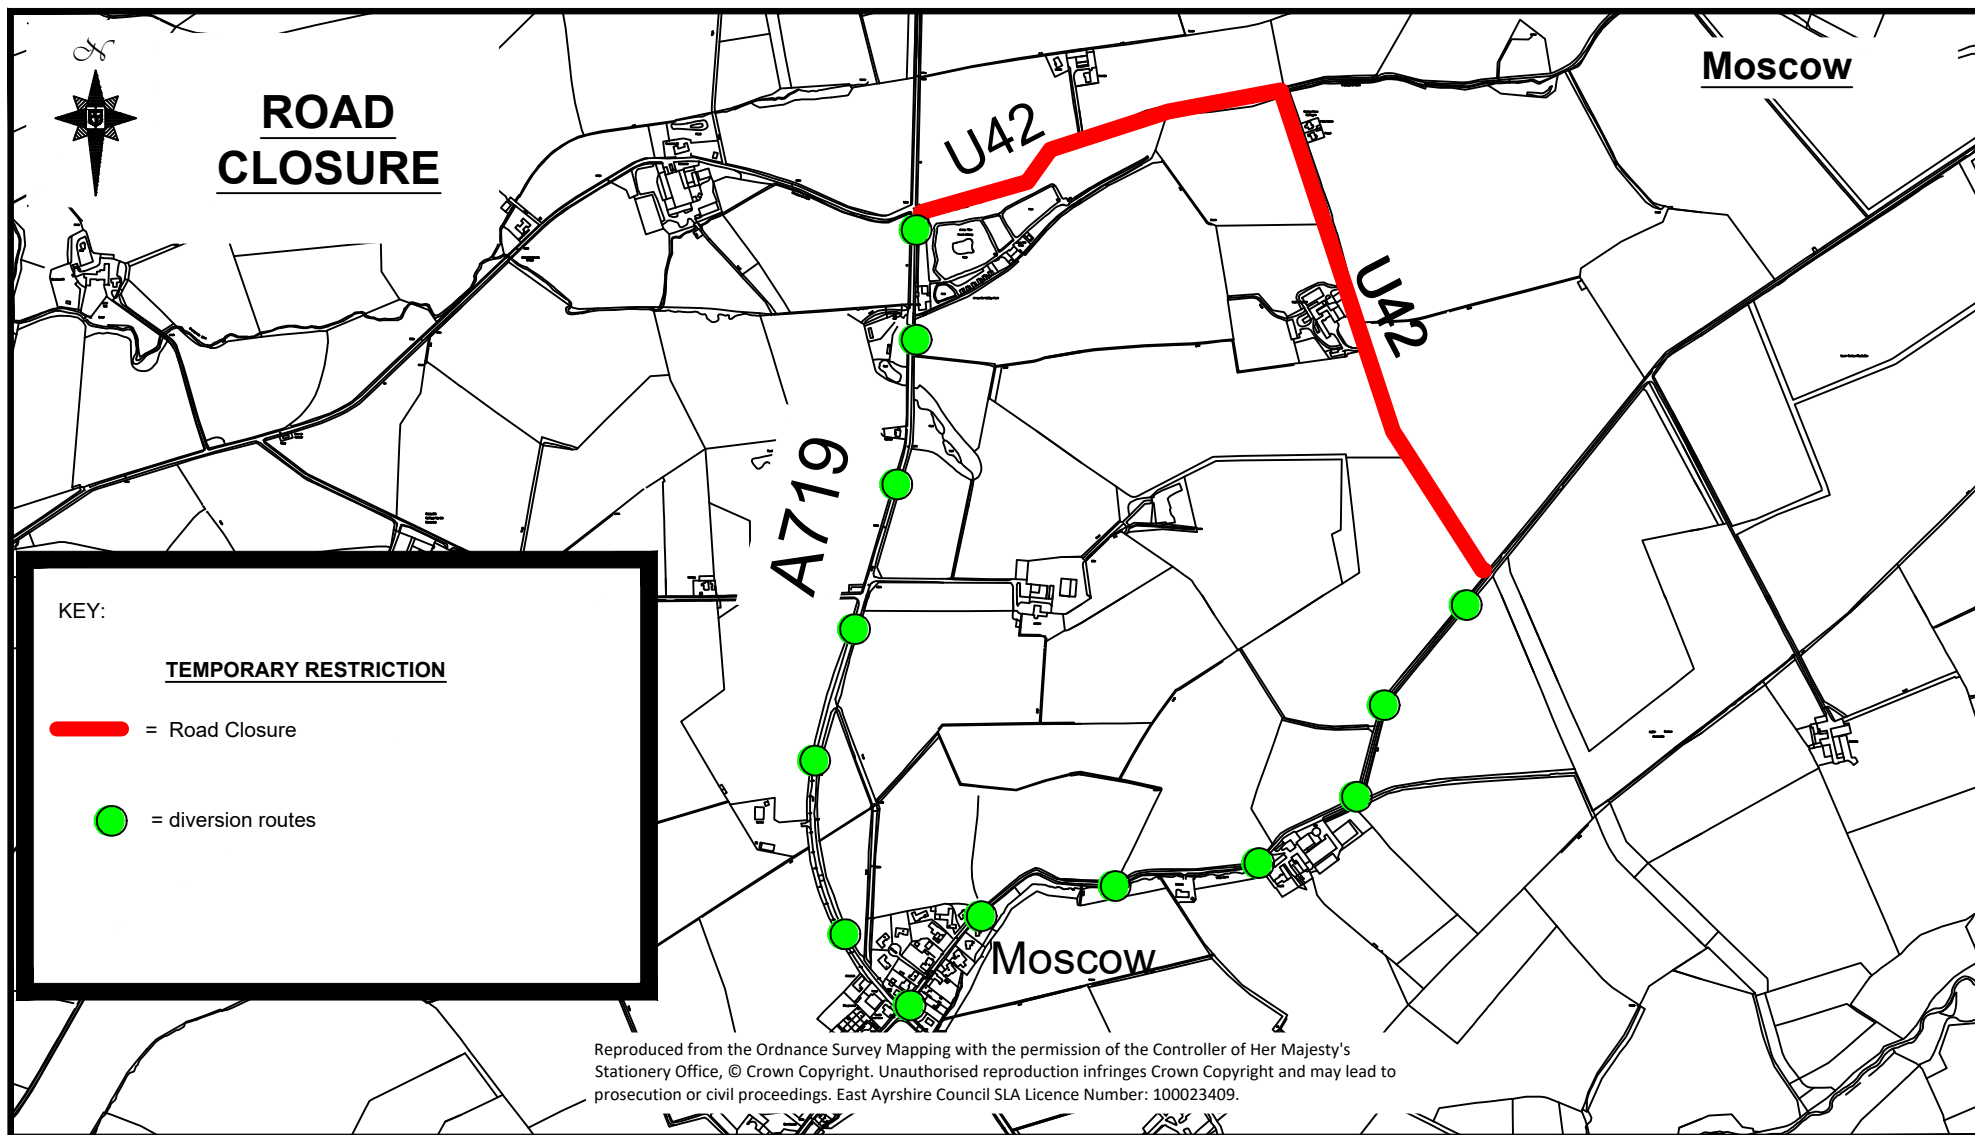 N
ROAD
CLOSURE
Moscow
U42
U42
A719
KEY:
TEMPORARY RESTRICTION
= Road Closure
= diversion routes
Moscow
Reproduced from the Ordnance Survey Mapping with the permission of the Controller of Her Majesty's
Stationery Office, © Crown Copyright. Unauthorised reproduction infringes Crown Copyright and may lead to
prosecution or civil proceedings. East Ayrshire Council SLA Licence Number: 100023409.